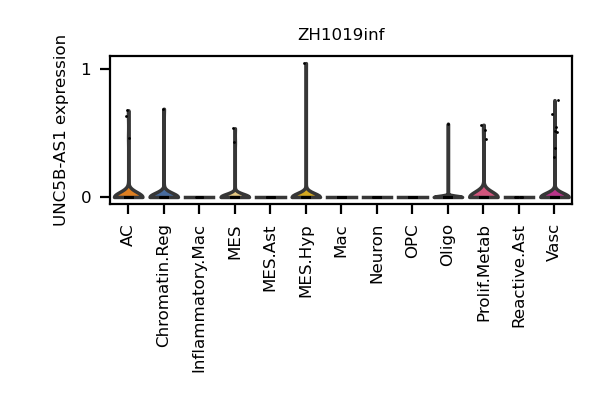 ZH1019inf
UNC5B-AS1 expression
1
0
AC
Chromatin.Reg
Inflammatory.Mac
MES
MES.Ast
MES.Hyp
Mac
Neuron
OPC
Oligo
Prolif.Metab
Reactive.Ast
Vasc